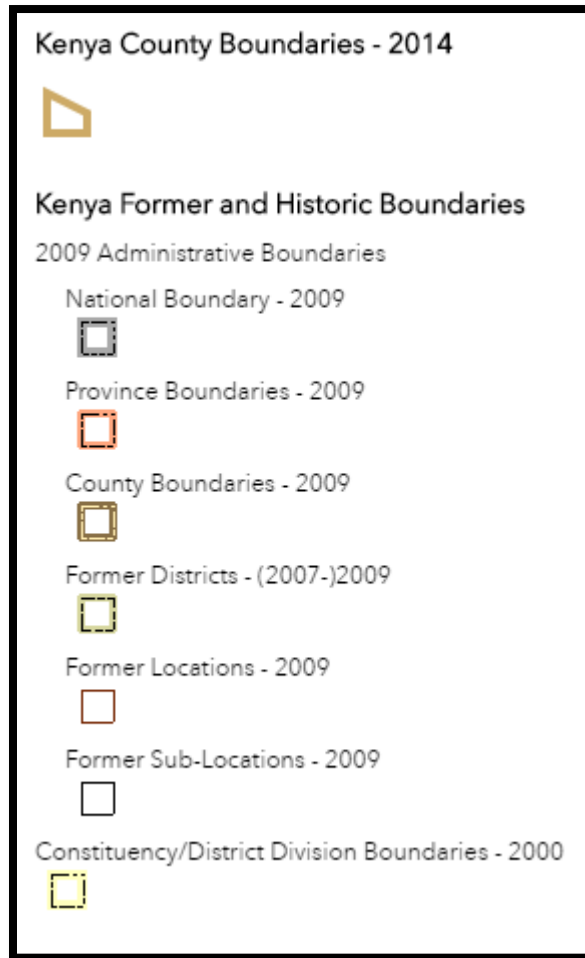 Kenya County Boundaries - 2014
Kenya Former and Historic Boundaries
2009 Administrative Boundaries
National Boundary - 2009
Province Boundaries - 2009
County Boundaries - 2009
Former Districts - (2007-)2009
Former Locations - 2009
Former Sub-Locations - 2009
Constituency/District Division Boundaries - 2000